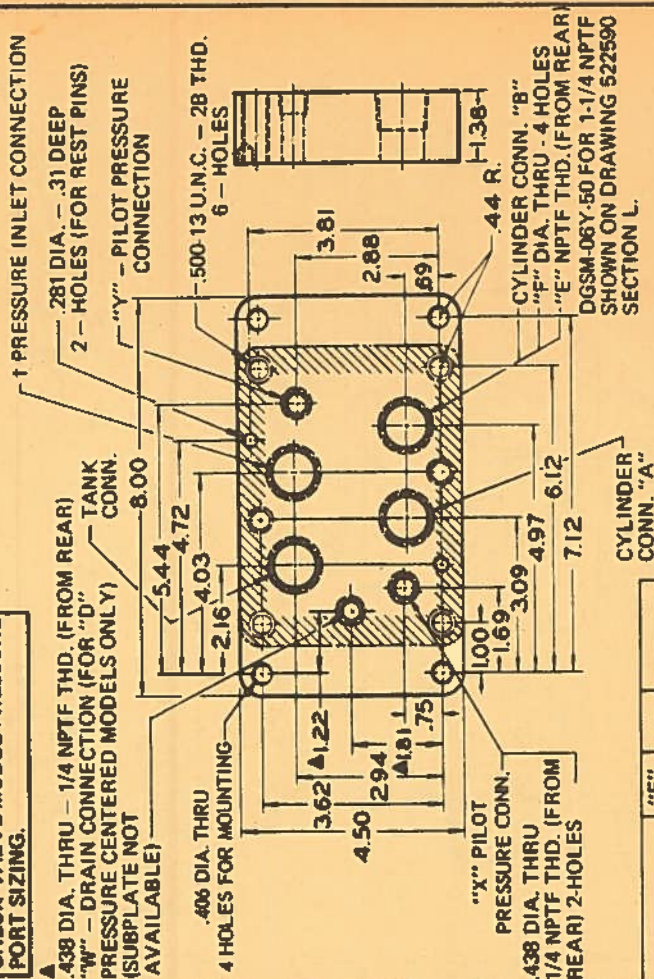 PORT SIZING.
▲
.438 DIA. THRU – 1/4 NPTF THD. (FROM REAR)
"W" – DRAIN CONNECTION (FOR "D"
PRESSURE CENTERED MODELS ONLY)
(SUBPLATE NOT
AVAILABLE)
TANK
CONN.
† PRESSURE INLET CONNECTION
.281 DIA. – .31 DEEP
2 – HOLES (FOR REST PINS)
"Y" – PILOT PRESSURE
CONNECTION
.500-13 U.N.C. – 2B THD.
6 – HOLES
8.00
5.44
4.72
4.03
2.16
.406 DIA. THRU
4 HOLES FOR MOUNTING
▲1.22
3.62
4.50
2.94
▲1.81
.75
3.81
2.88
.69
1.38
.44 R.
1.00
1.69
3.09
4.97
6.12
7.12
"X" PILOT
PRESSURE CONN.
.438 DIA. THRU
1/4 NPTF THD. (FROM
REAR) 2-HOLES
CYLINDER
CONN. "A"
CYLINDER CONN. "B"
"F" DIA. THRU - 4 HOLES
"E" NPTF THD. (FROM REAR)
DGSM-06Y-50 FOR 1-1/4 NPTF
SHOWN ON DRAWING 522590
SECTION L.